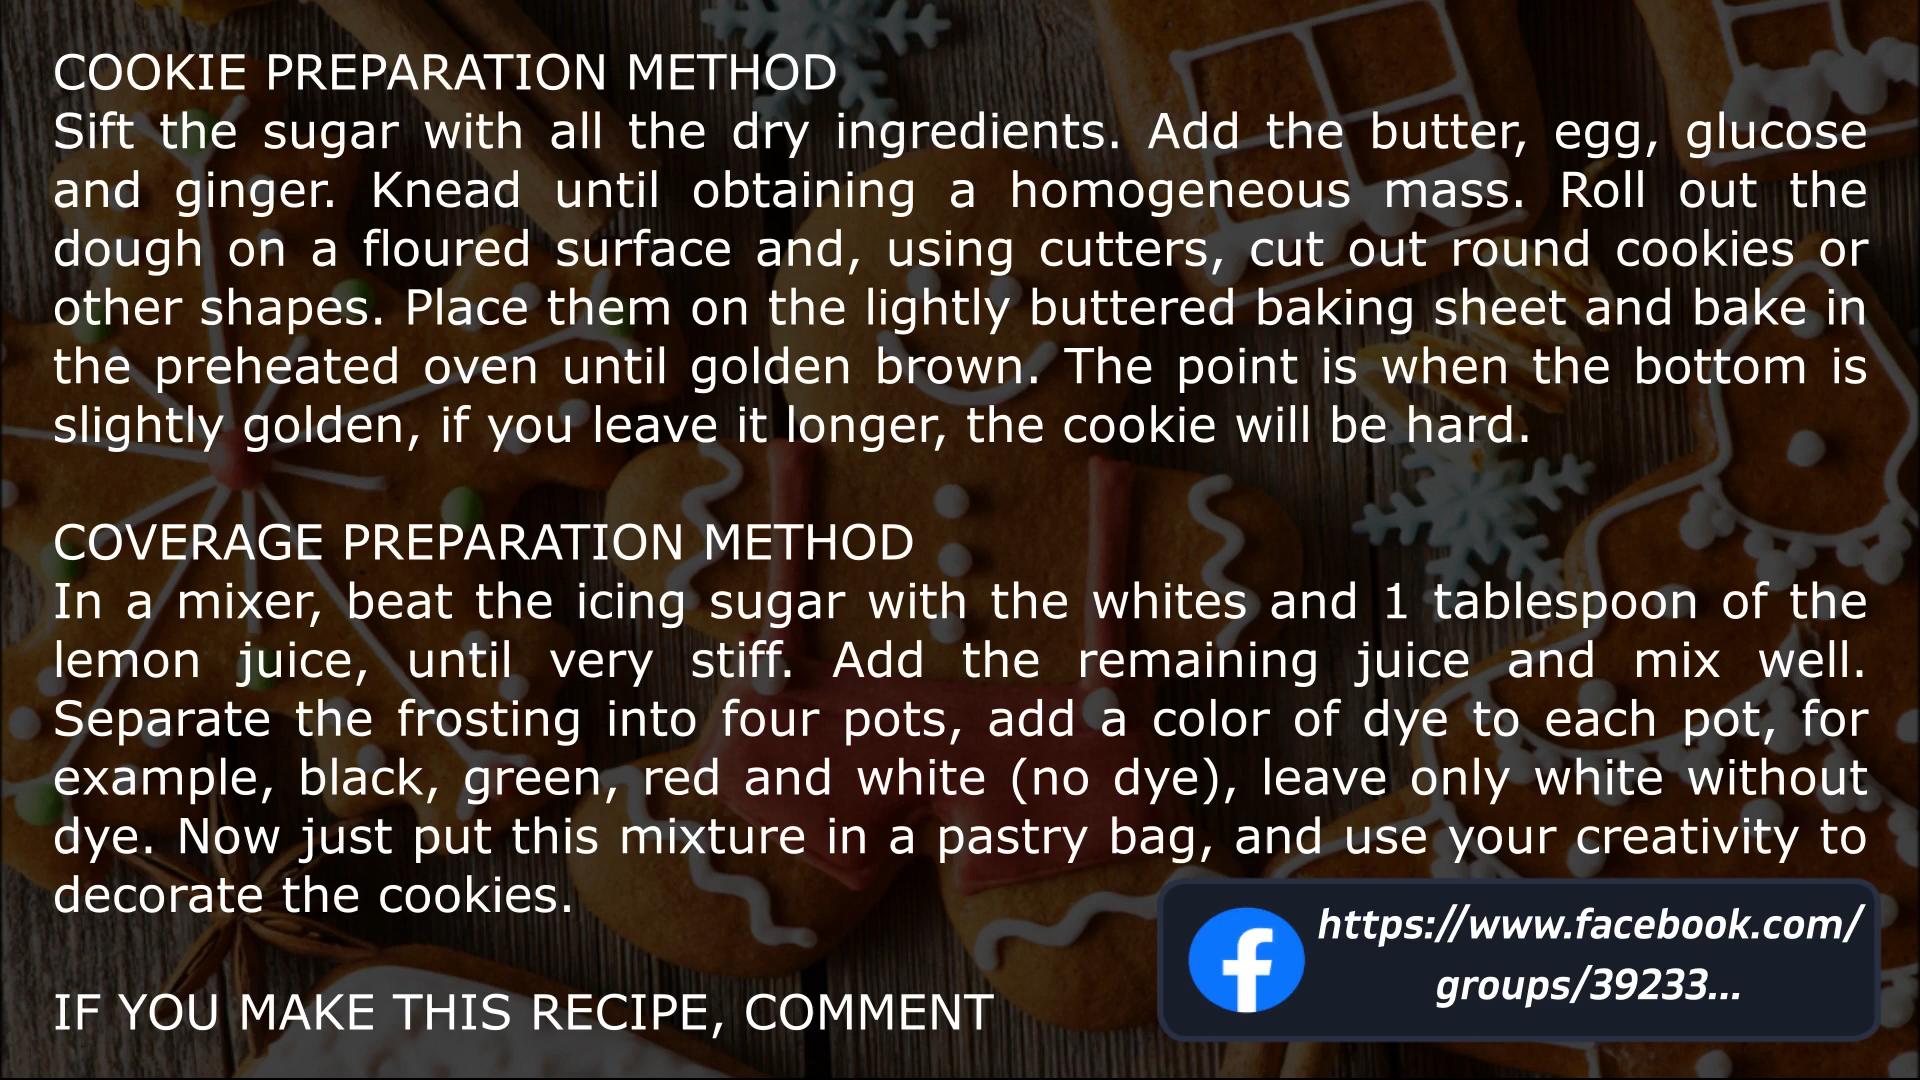 COOKIE PREPARATION METHOD
Sift the sugar with all the dry ingredients. Add the butter, egg, glucose
and ginger. Knead until obtaining a homogeneous mass. Roll out the
dough on a floured surface and, using cutters, cut out round cookies or
other shapes. Place them on the lightly buttered baking sheet and bake in
the preheated oven until golden brown. The point is when the bottom is
slightly golden, if you leave it longer, the cookie will be hard.
COVERAGE PREPARATION METHOD
In a mixer, beat the icing sugar with the whites and 1 tablespoon of the
lemon juice, until very stiff. Add the remaining juice and mix well.
Separate the frosting into four pots, add a color of dye to each pot, for
example, black, green, red and white (no dye), leave only white without
dye. Now just put this mixture in a pastry bag, and use your creativity to
decorate the cookies.
IF YOU MAKE THIS RECIPE, COMMENT
https://www.facebook.com/
groups/39233...